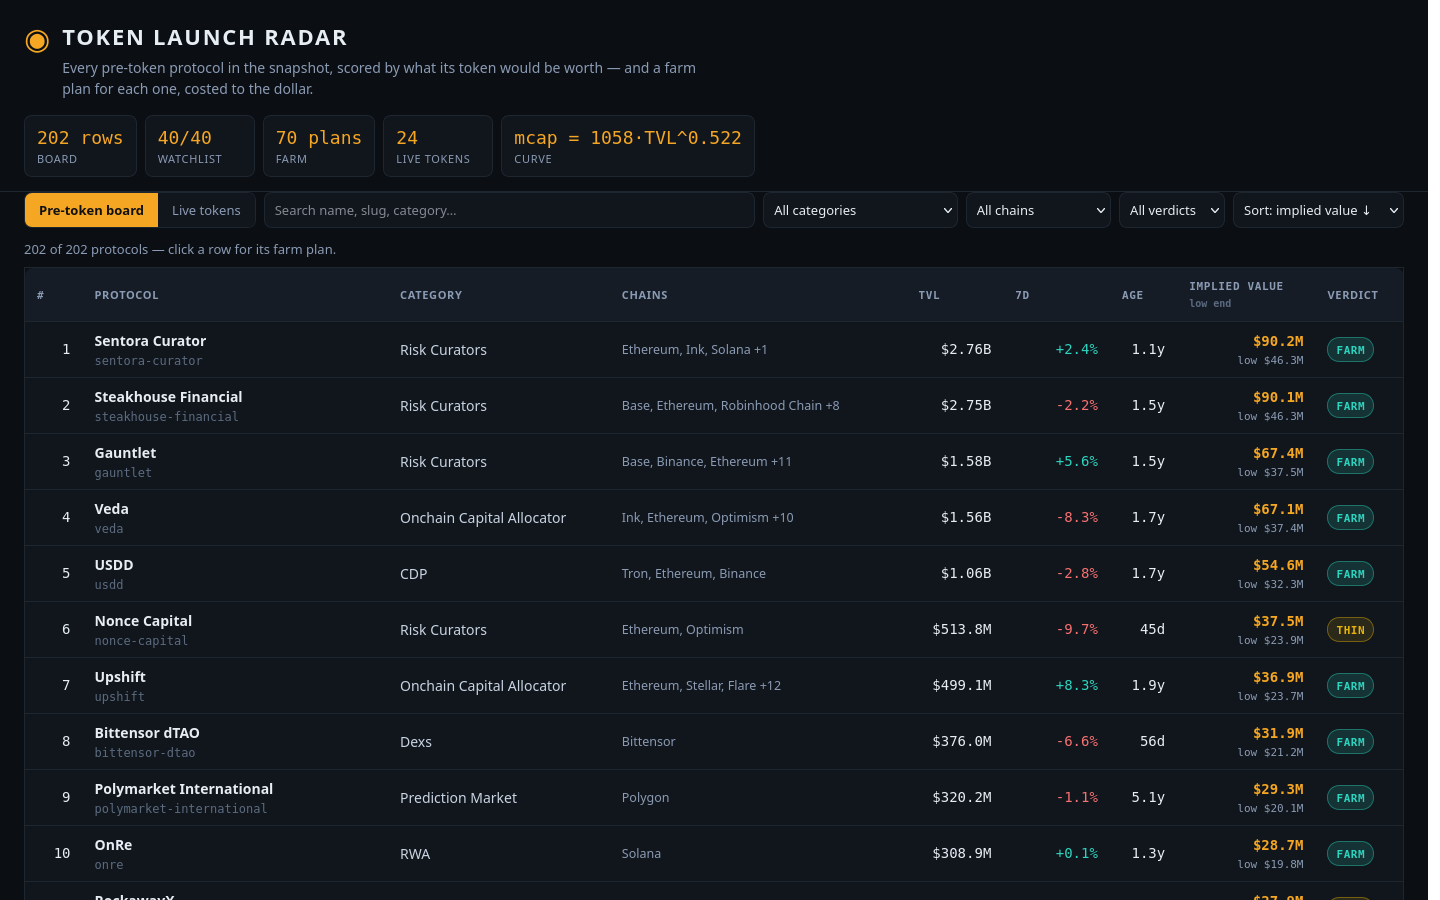 TOKEN LAUNCH RADAR
Every pre-token protocol in the snapshot, scored by what its token would be worth — and a farm
plan for each one, costed to the dollar.
202 rows 40/40 70 plans 24 mcap = 1058·TVL^0.522
BOARD WATCHLIST FARM LIVE TOKENS CURVE
Pre-token board Live tokens Search name, slug, category... All categories All chains All verdicts Sort: implied value ↓
202 of 202 protocols — click a row for its farm plan.
# PROTOCOL CATEGORY CHAINS TVL 7D AGE IMPLIED VALUE VERDICT
low end
1 Sentora Curator Risk Curators Ethereum, Ink, Solana +1 $2.76B +2.4% 1.1y $90.2M FARM
sentora-curator low $46.3M
2 Steakhouse Financial Risk Curators Base, Ethereum, Robinhood Chain +8 $2.75B -2.2% 1.5y $90.1M FARM
steakhouse-financial low $46.3M
3 Gauntlet Risk Curators Base, Binance, Ethereum +11 $1.58B +5.6% 1.5y $67.4M FARM
gauntlet low $37.5M
4 Veda Onchain Capital Allocator Ink, Ethereum, Optimism +10 $1.56B -8.3% 1.7y $67.1M FARM
veda low $37.4M
5 USDD CDP Tron, Ethereum, Binance $1.06B -2.8% 1.7y $54.6M FARM
usdd low $32.3M
6 Nonce Capital Risk Curators Ethereum, Optimism $513.8M -9.7% 45d $37.5M THIN
nonce-capital low $23.9M
7 Upshift Onchain Capital Allocator Ethereum, Stellar, Flare +12 $499.1M +8.3% 1.9y $36.9M FARM
upshift low $23.7M
8 Bittensor dTAO Dexs Bittensor $376.0M -6.6% 56d $31.9M FARM
bittensor-dtao low $21.2M
9 Polymarket International Prediction Market Polygon $320.2M -1.1% 5.1y $29.3M FARM
polymarket-international low $20.1M
10 OnRe RWA Solana $308.9M +0.1% 1.3y $28.7M FARM
onre low $19.8M